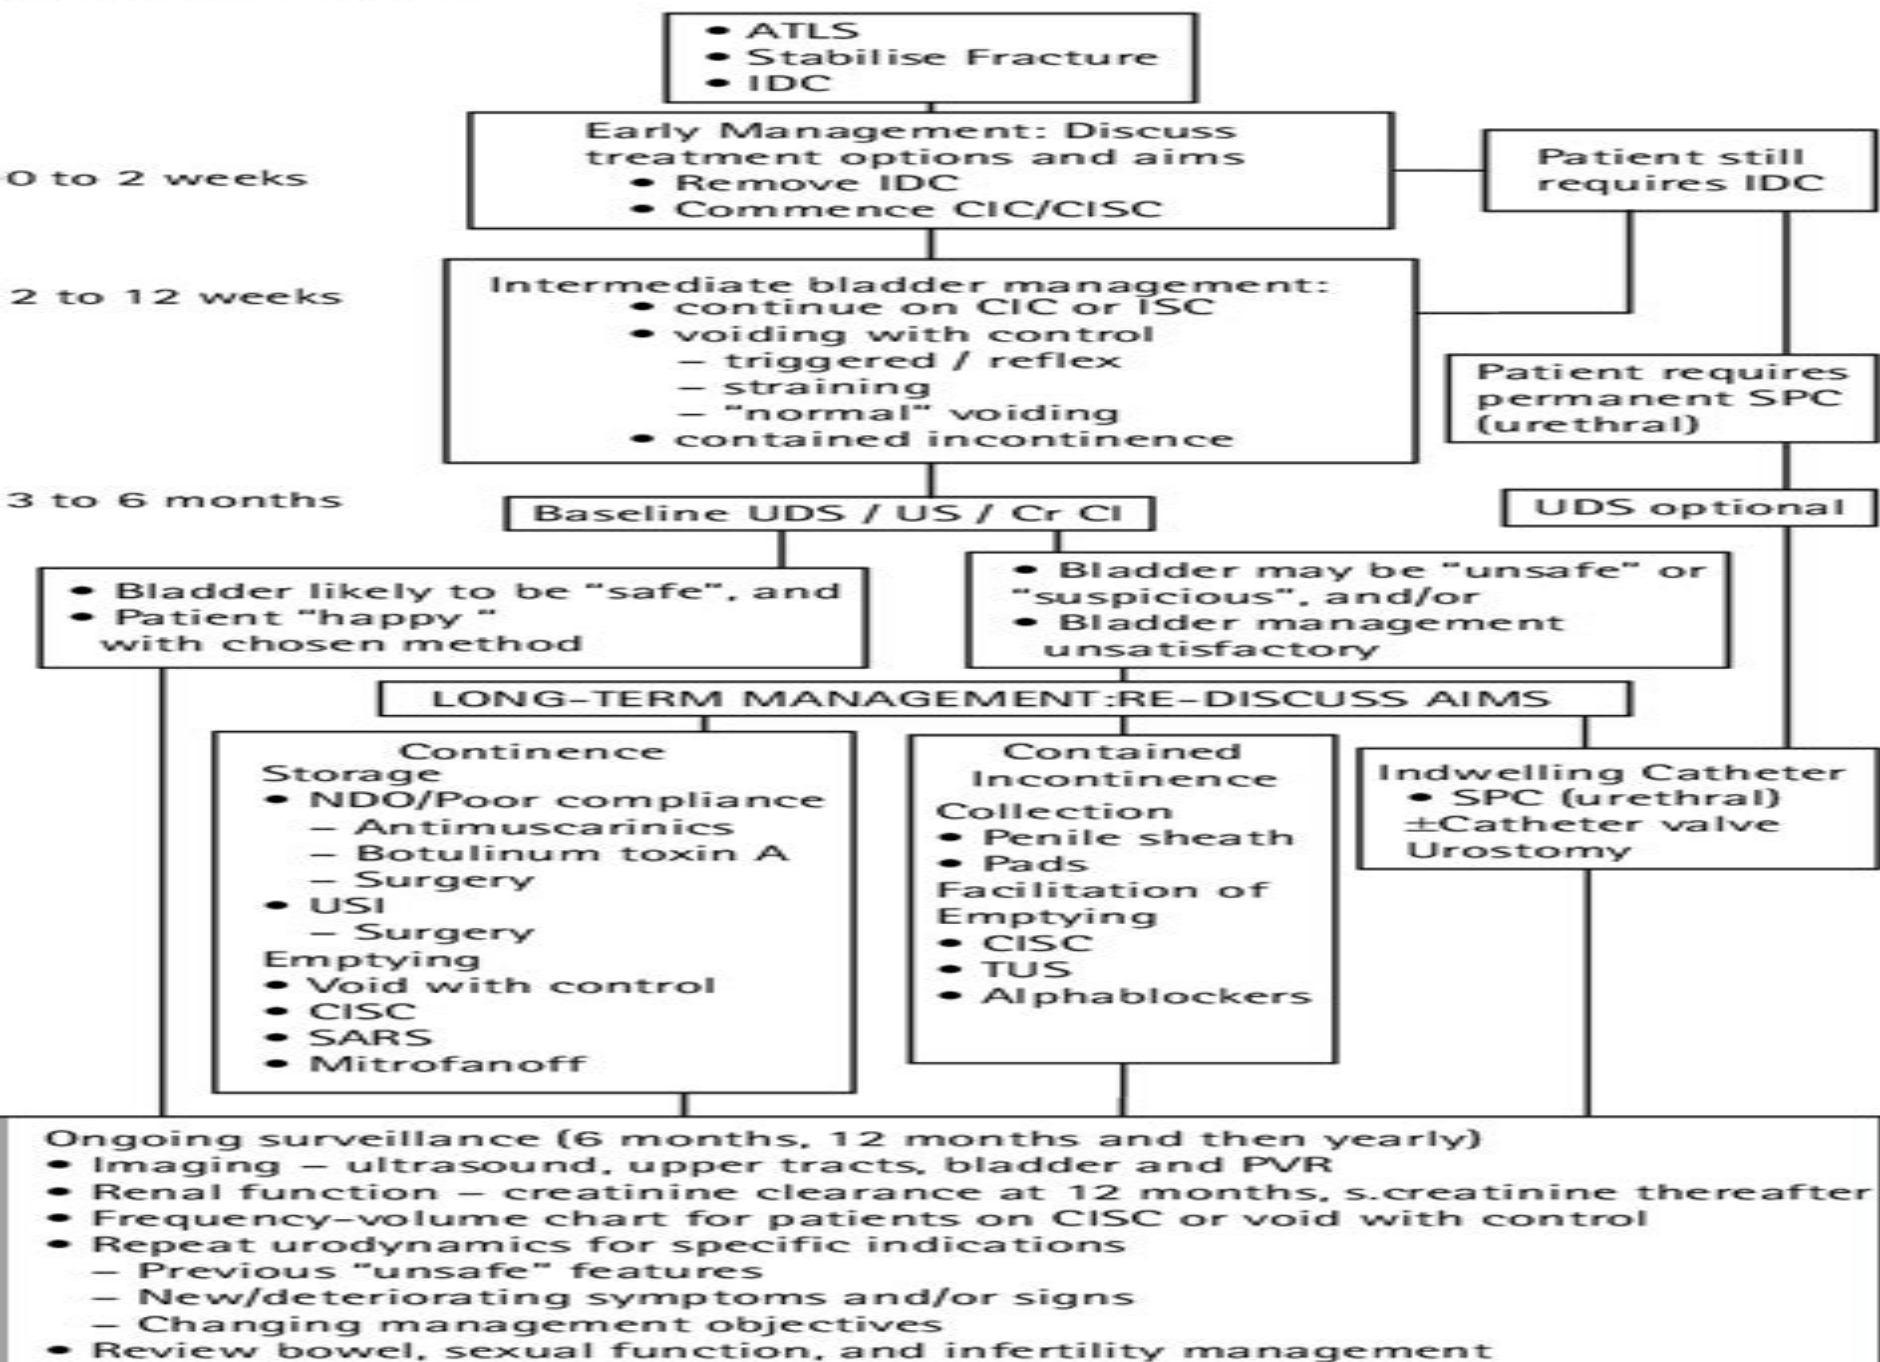 • ATLS
• Stabilise Fracture
• IDC
0 to 2 weeks
Early Management: Discuss
treatment options and aims
• Remove IDC
• Commence CIC/CISC
Patient still
requires IDC
2 to 12 weeks
Intermediate bladder management:
• continue on CIC or ISC
• voiding with control
– triggered / reflex
– straining
– "normal" voiding
• contained incontinence
Patient requires
permanent SPC
(urethral)
3 to 6 months
Baseline UDS / US / Cr Cl
UDS optional
• Bladder likely to be "safe", and
• Patient "happy "
with chosen method
• Bladder may be "unsafe" or
"suspicious", and/or
• Bladder management
unsatisfactory
LONG-TERM MANAGEMENT:RE-DISCUSS AIMS
Continence
Storage
• NDO/Poor compliance
– Antimuscarinics
– Botulinum toxin A
– Surgery
• USI
– Surgery
Emptying
• Void with control
• CISC
• SARS
• Mitrofanoff
Contained
Incontinence
Collection
• Penile sheath
• Pads
Facilitation of
Emptying
• CISC
• TUS
• Alphablockers
Indwelling Catheter
• SPC (urethral)
±Catheter valve
Urostomy
Ongoing surveillance (6 months, 12 months and then yearly)
• Imaging – ultrasound, upper tracts, bladder and PVR
• Renal function – creatinine clearance at 12 months, s.creatinine thereafter
• Frequency-volume chart for patients on CISC or void with control
• Repeat urodynamics for specific indications
– Previous "unsafe" features
– New/deteriorating symptoms and/or signs
– Changing management objectives
• Review bowel, sexual function, and infertility management